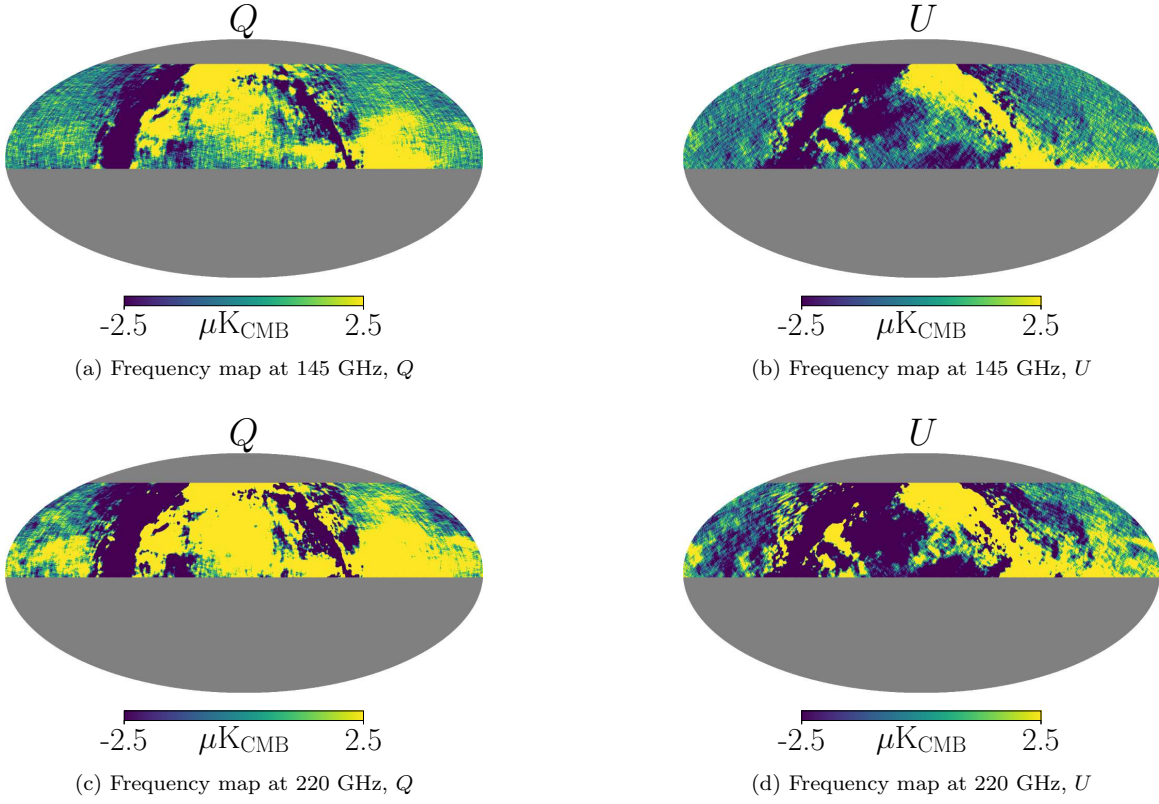 Q
U
-2.5 μK_CMB 2.5
-2.5 μK_CMB 2.5
(a) Frequency map at 145 GHz, Q
(b) Frequency map at 145 GHz, U
Q
U
-2.5 μK_CMB 2.5
-2.5 μK_CMB 2.5
(c) Frequency map at 220 GHz, Q
(d) Frequency map at 220 GHz, U